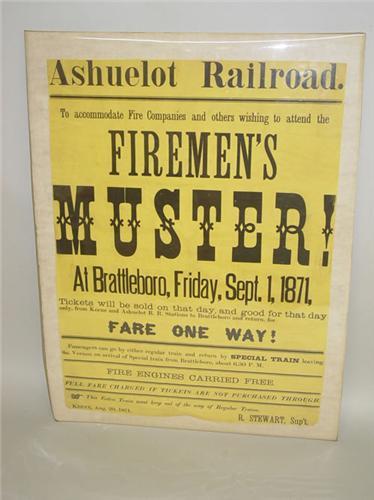 Ashuelot Railroad.
To accommodate Fire Companies and others wishing to attend the
FIREMEN'S
MUSTER!
At Brattleboro, Friday, Sept. 1, 1871,
Tickets will be sold on that day, and good for that day
only, from Keene and Ashuelot R. R. Stations to Brattleboro and return, for
FARE ONE WAY!
Passengers can go by either regular train and return by SPECIAL TRAIN leaving
So. Vernon on arrival of Special train from Brattleboro, about 6,30 P. M.
FIRE ENGINES CARRIED FREE
FULL FARE CHARGED IF TICKETS ARE NOT PURCHASED THROUGH.
☞ This Extra Train must keep out of the way of Regular Trains.
KEENE, Aug. 29, 1871.
R. STEWART, Sup't.